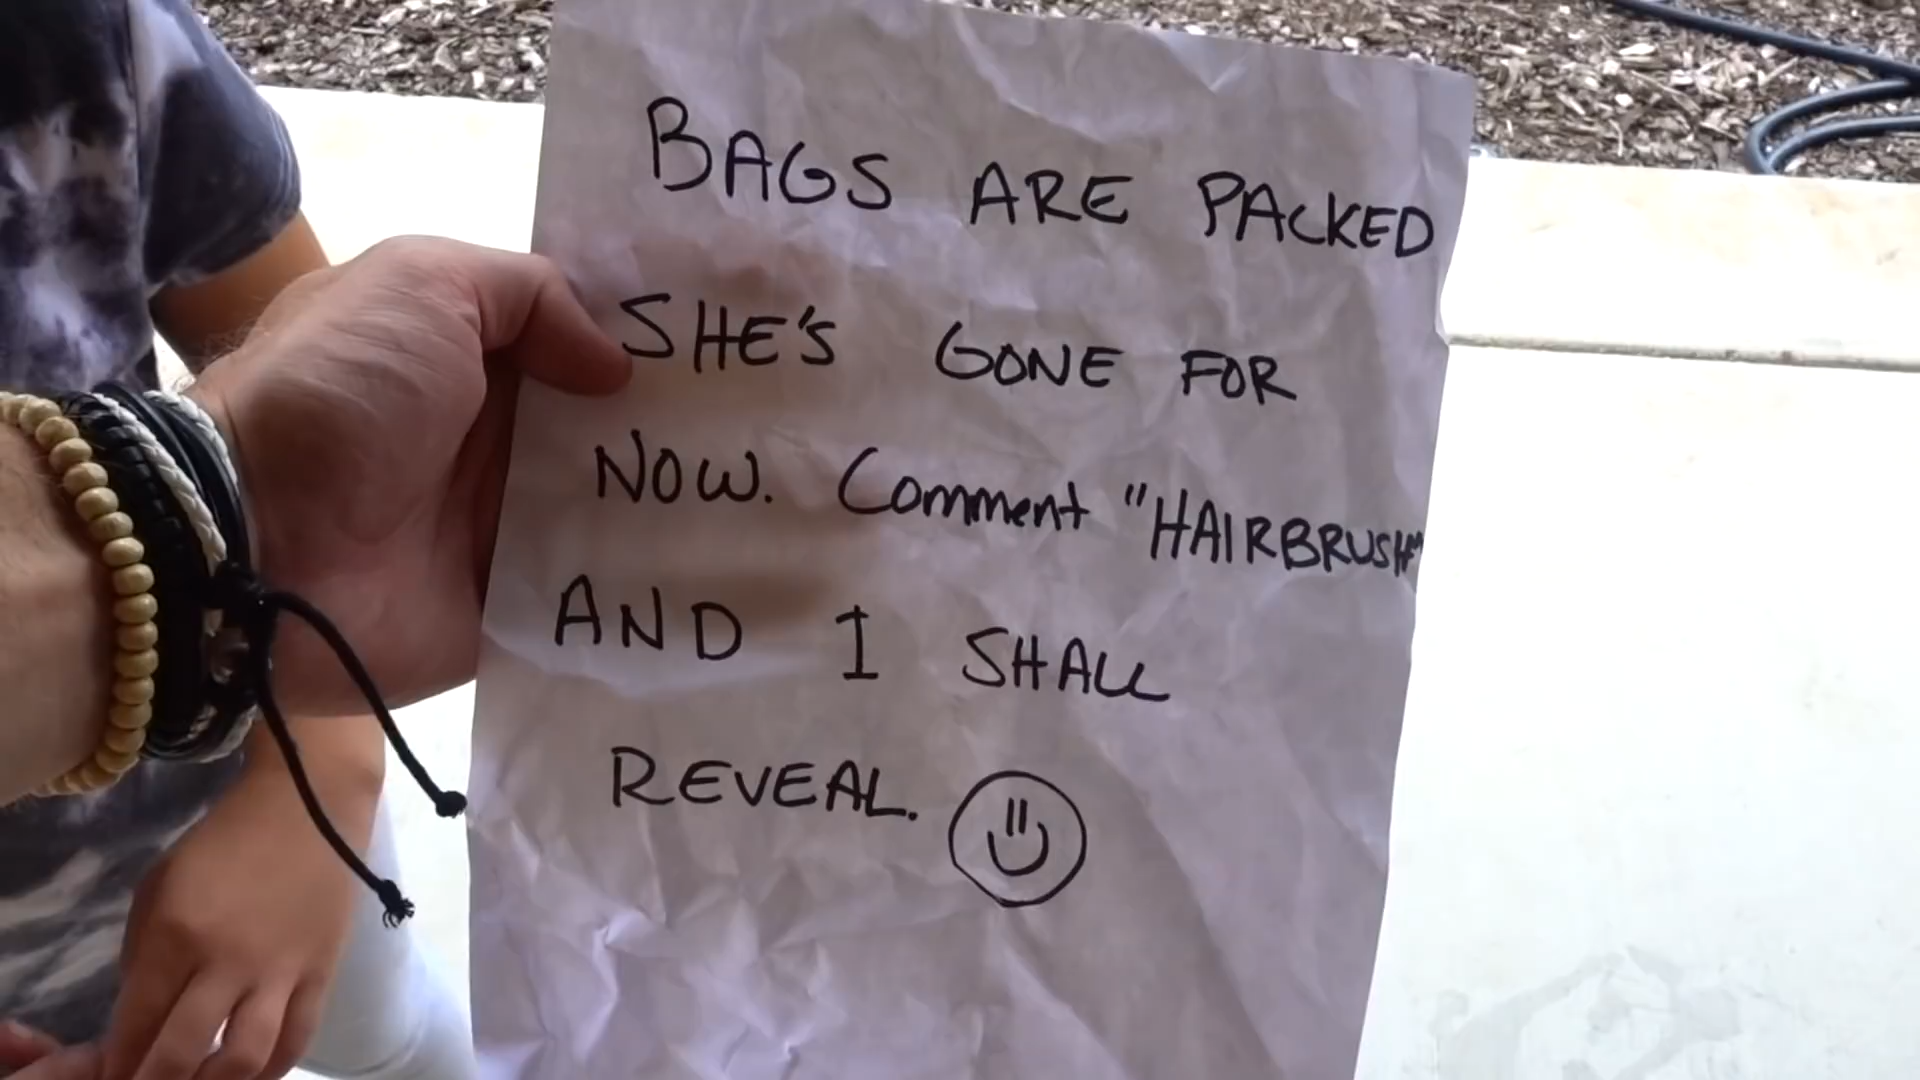 BAGS ARE PACKED
SHE'S GONE FOR
NOW. Comment "HAIRBRUSH"
AND I SHALL
REVEAL.